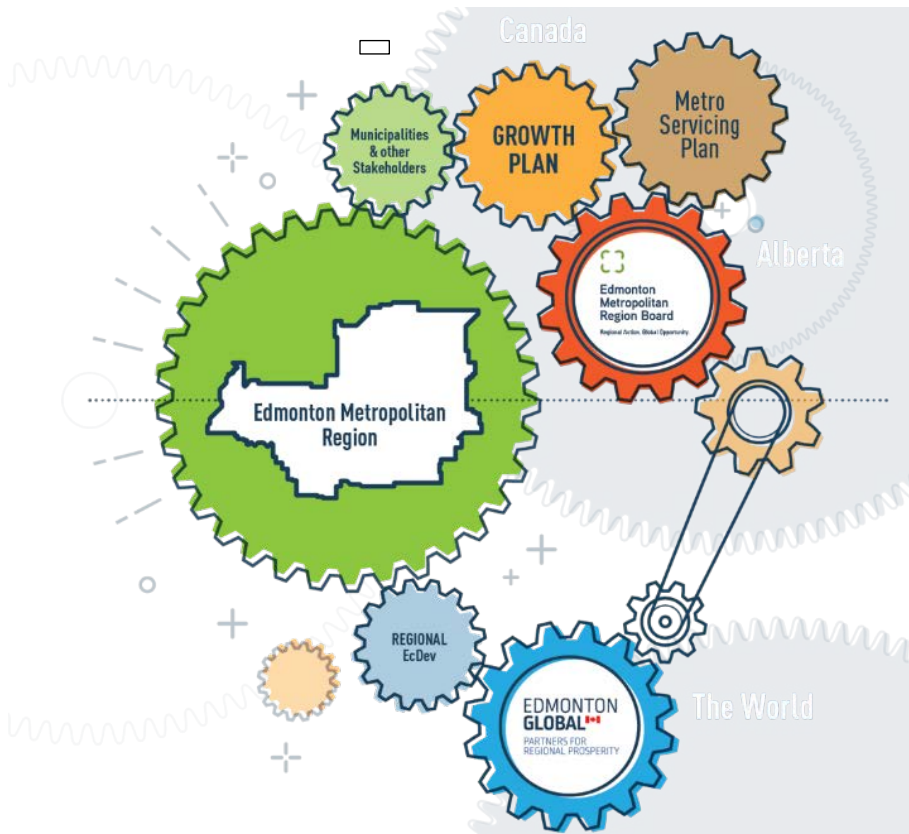 Canada
Municipalities
& other
Stakeholders
GROWTH
PLAN
Metro
Servicing
Plan
Alberta
Edmonton
Metropolitan
Region Board
Regional Action. Global Opportunity.
Edmonton Metropolitan
Region
REGIONAL
EcDev
EDMONTON
GLOBAL
PARTNERS FOR
REGIONAL PROSPERITY
The World